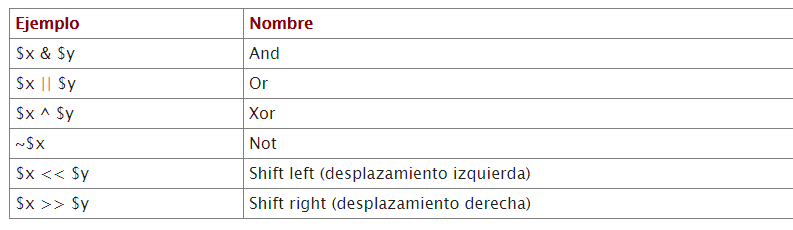 Ejemplo Nombre
$x & $y And
$x || $y Or
$x ^ $y Xor
~$x Not
$x << $y Shift left (desplazamiento izquierda)
$x >> $y Shift right (desplazamiento derecha)